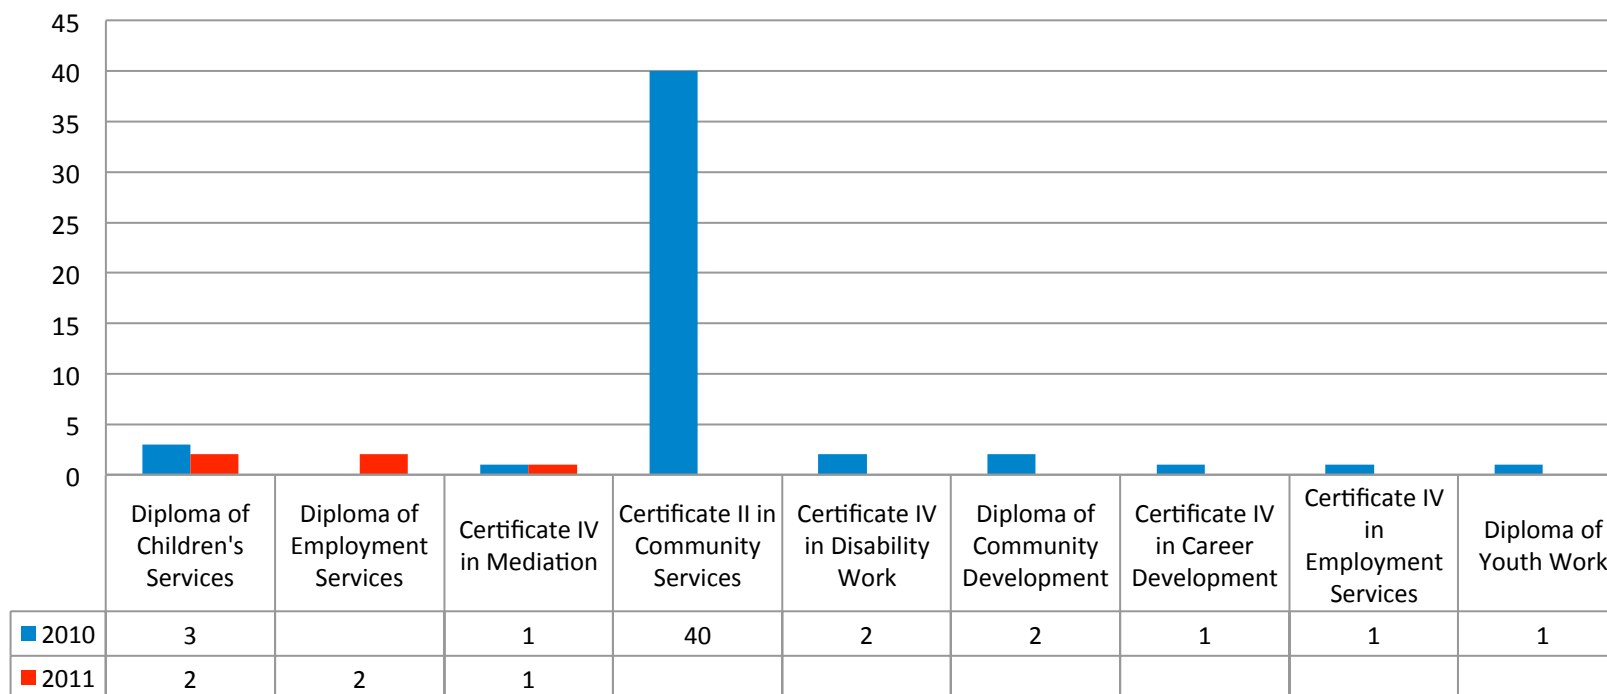 45
40
35
30
25
20
15
10
5
0
Diploma of
Children's
Services
Diploma of
Employment
Services
Certificate IV
in Mediation
Certificate II in
Community
Services
Certificate IV
in Disability
Work
Diploma of
Community
Development
Certificate IV
in Career
Development
Certificate IV
in
Employment
Services
Diploma of
Youth Work
2010 3 1 40 2 2 1 1 1
2011 2 2 1